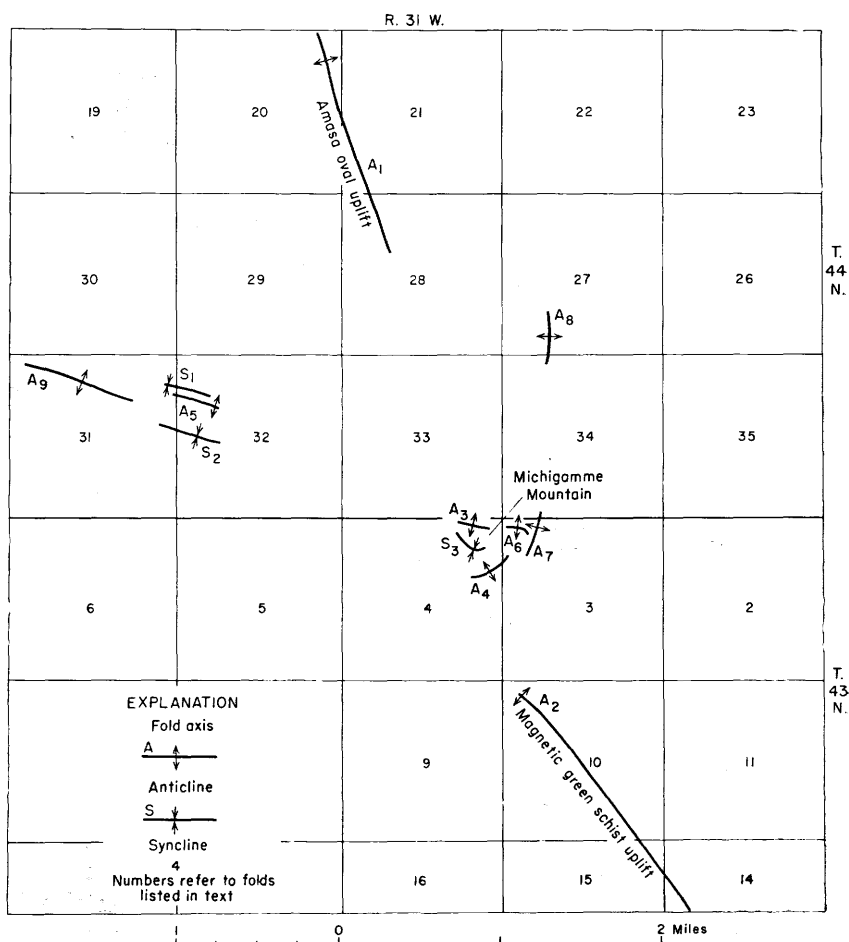 R. 31 W.
19
20
21
22
23
Amasa oval uplift
A1
30
29
28
27
26
T.
44
N.
A8
A9
S1
A5
S2
31
32
33
34
35
Michigamme
Mountain
A3
S3
A6
A7
A4
6
5
4
3
2
T.
43
N.
EXPLANATION
Fold axis
A
Anticline
S
Syncline
4
Numbers refer to folds
listed in text
A2
Magnetic green schist uplift
9
10
11
16
15
14
1
0
1
2 Miles